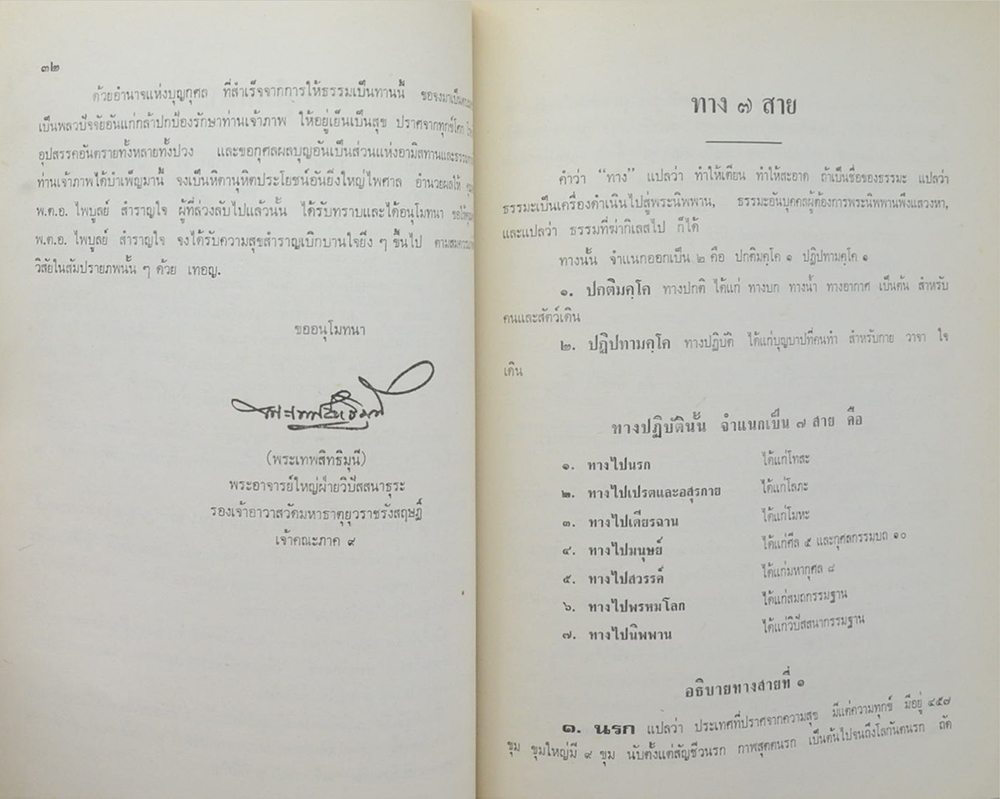 ๓๒
ด้วยอำนาจแห่งบุญกุศล ที่สำเร็จจากการให้ธรรมเป็นทานนี้ ขอจงมาเป็น
เป็นพลวปัจจัยอันแก่กล้าปกป้องรักษาท่านเจ้าภาพ ให้อยู่เย็นเป็นสุข ปราศจากทุกข์โศก
อุปสรรคอันตรายทั้งหลายทั้งปวง และขอกุศลผลบุญอันเป็นส่วนแห่งอามิสทานและธรรม
ท่านเจ้าภาพได้บำเพ็ญมานี้ จงเป็นหิตานุหิตประโยชน์อันยิ่งใหญ่ไพศาล อำนวยผลให้
พ.ต.อ. ไพบูลย์ สำราญใจ ผู้ที่ล่วงลับไปแล้วนั้น ได้รับทราบและได้อนุโมทนา
พ.ต.อ. ไพบูลย์ สำราญใจ จงได้รับความสุขสำราญเบิกบานใจยิ่ง ๆ ขึ้นไป
วิสัยในสัมปรายภพนั้น ๆ ด้วย เทอญ.
ขออนุโมทนา
พระเทพสิทธิมุนี
(พระเทพสิทธิมุนี)
พระอาจารย์ใหญ่ฝ่ายวิปัสสนาธุระ
รองเจ้าอาวาสวัดมหาธาตุยุวราชรังสฤษฎิ์
เจ้าคณะภาค ๙
ทาง ๗ สาย
คำว่า “ทาง” แปลว่า ทำให้เตียน ทำให้สะอาด ถ้าเป็นชื่อของธรรมะ แปลว่า
ธรรมะเป็นเครื่องดำเนินไปสู่พระนิพพาน, ธรรมะอันบุคคลผู้ต้องการพระนิพพานพึงแสวงหา,
และแปลว่า ธรรมที่ฆ่ากิเลสไป ก็ได้
ทางนั้น จำแนกออกเป็น ๒ คือ ปกติมคฺโค ๑ ปฏิปทามคฺโค ๑
๑. ปกติมคฺโค ทางปกติ ได้แก่ ทางบก ทางน้ำ ทางอากาศ เป็นต้น สำหรับ
คนและสัตว์เดิน
๒. ปฏิปทามคฺโค ทางปฏิบัติ ได้แก่บุญบาปที่คนทำ สำหรับกาย วาจา ใจ
เดิน
ทางปฏิบัตินั้น จำแนกเป็น ๗ สาย คือ
๑. ทางไปนรก ได้แก่โทสะ
๒. ทางไปเปรตและอสุรกาย ได้แก่โลภะ
๓. ทางไปเดียรฉาน ได้แก่โมหะ
๔. ทางไปมนุษย์ ได้แก่ศีล ๕ และกุศลกรรมบถ ๑๐
๕. ทางไปสวรรค์ ได้แก่มหากุศล ๘
๖. ทางไปพรหมโลก ได้แก่สมถกรรมฐาน
๗. ทางไปนิพพาน ได้แก่วิปัสสนากรรมฐาน
อธิบายทางสายที่ ๑
๑. นรก แปลว่า ประเทศที่ปราศจากความสุข มีแต่ความทุกข์ มีอยู่ ๔๕๗
ขุม ขุมใหญ่มี ๙ ขุม นับตั้งแต่สัญชีวนรก กาฬสุตตนรก เป็นต้นไปจนถึงโลกันตนรก ถัด